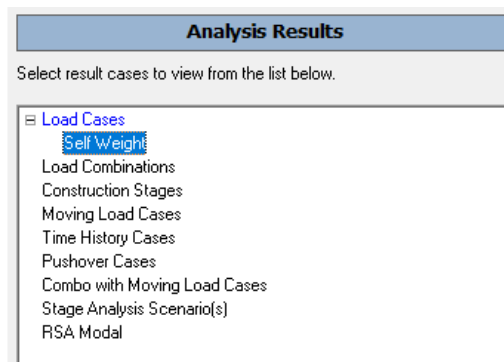 Analysis Results
Select result cases to view from the list below.
Load Cases
Self Weight
Load Combinations
Construction Stages
Moving Load Cases
Time History Cases
Pushover Cases
Combo with Moving Load Cases
Stage Analysis Scenario(s)
RSA Modal